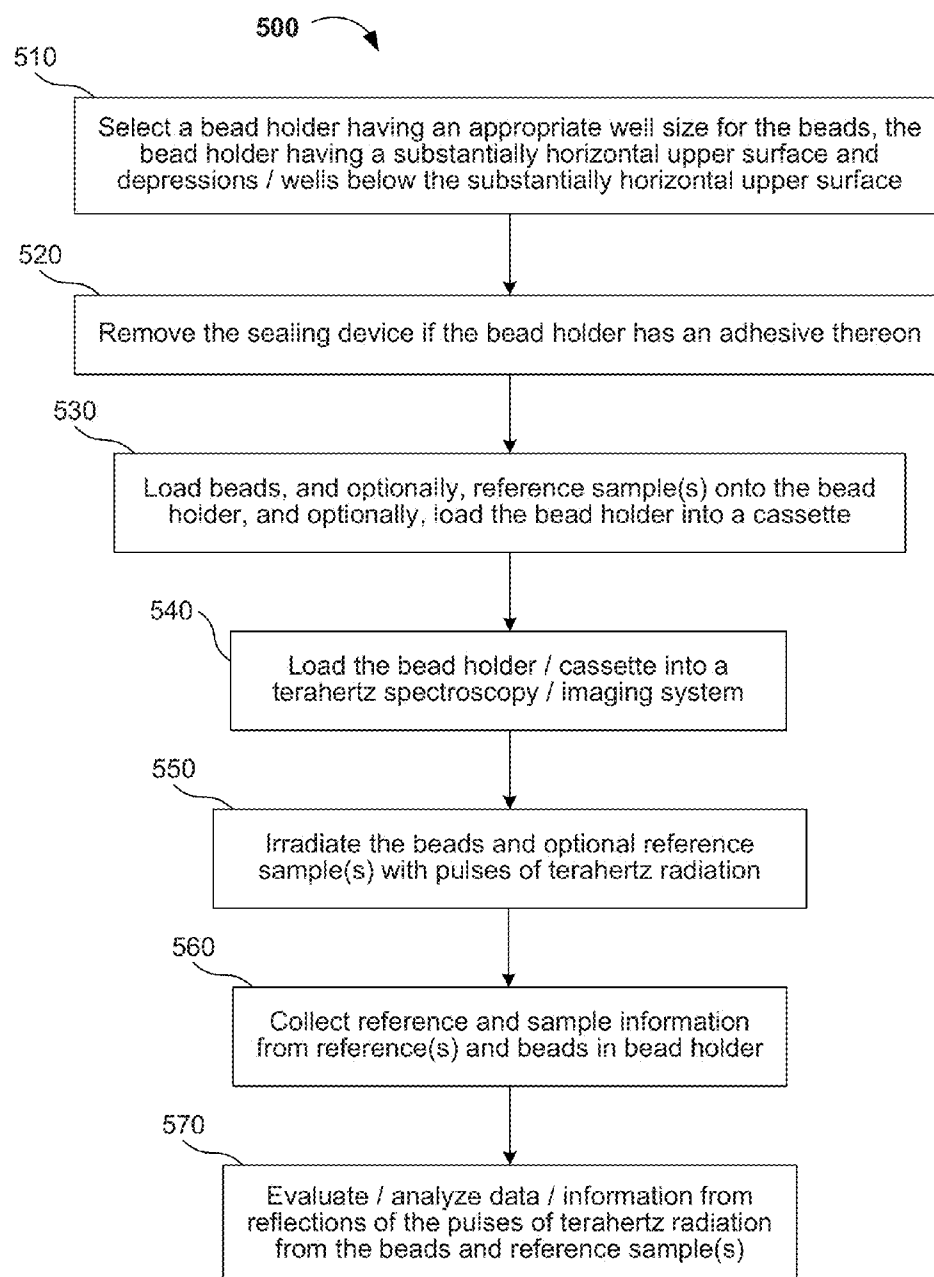 500
510
Select a bead holder having an appropriate well size for the beads, the
bead holder having a substantially horizontal upper surface and
depressions / wells below the substantially horizontal upper surface
520
Remove the sealing device if the bead holder has an adhesive thereon
530
Load beads, and optionally, reference sample(s) onto the bead
holder, and optionally, load the bead holder into a cassette
540
Load the bead holder / cassette into a
terahertz spectroscopy / imaging system
550
Irradiate the beads and optional reference
sample(s) with pulses of terahertz radiation
560
Collect reference and sample information
from reference(s) and beads in bead holder
570
Evaluate / analyze data / information from
reflections of the pulses of terahertz radiation
from the beads and reference sample(s)